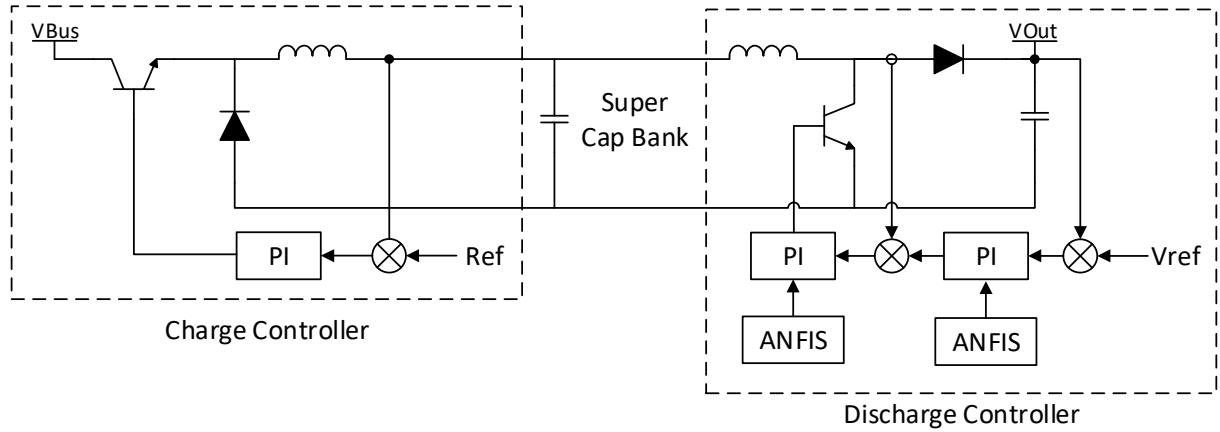 VBus
VOut
Super
Cap Bank
PI
Ref
PI
PI
Vref
ANFIS
ANFIS
Charge Controller
Discharge Controller